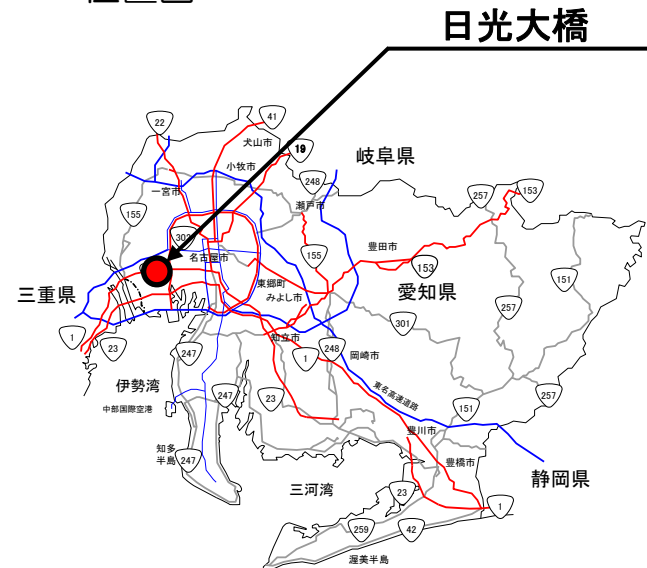 日光大橋
22
41
犬山市
19
岐阜県
小牧市
248
一宮市
瀬戸市
257
153
155
302
155
豊田市
名古屋市
153
151
東郷町
みよし市
愛知県
三重県
257
301
1
23
知立市
248
247
1
岡崎市
伊勢湾
東名高速道路
247
23
257
中部国際空港
151
豊川市
知多
半島
247
豊橋市
静岡県
三河湾
23
1
259
42
渥美半島